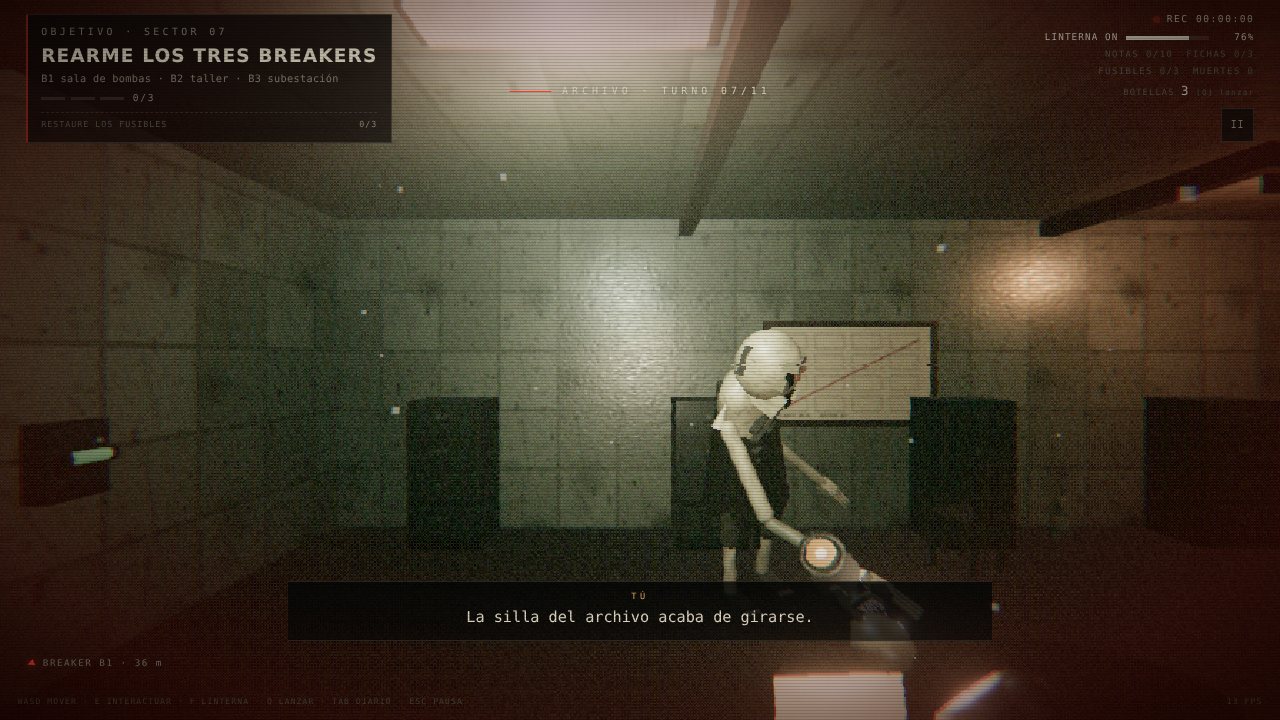 OBJETIVO · SECTOR 07
REARME LOS TRES BREAKERS
B1 sala de bombas · B2 taller · B3 subestación
0/3
RESTAURE LOS FUSIBLES 0/3
ARCHIVO · TURNO 07/11
REC 00:00:00
LINTERNA ON 76%
NOTAS 0/10 FICHAS 0/3
FUSIBLES 0/3 MUERTES 0
BOTELLAS 3 [Q] lanzar
II
TÚ
La silla del archivo acaba de girarse.
BREAKER B1 · 36 m
WASD MOVER · E INTERACTUAR · F LINTERNA · Q LANZAR · TAB DIARIO · ESC PAUSA
13 FPS